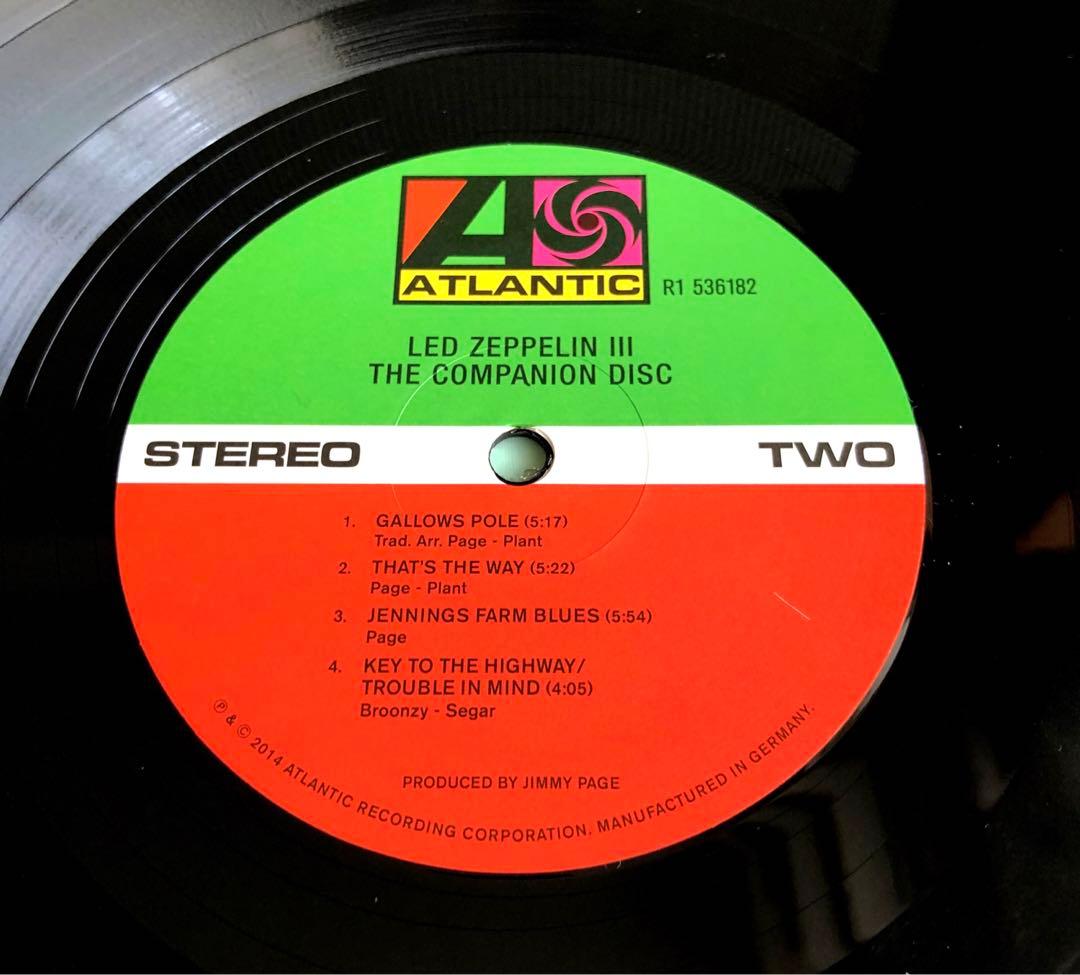 ATLANTIC
R1 536182
LED ZEPPELIN III
THE COMPANION DISC
STEREO
TWO
1. GALLOWS POLE (5:17)
Trad. Arr. Page - Plant
2. THAT'S THE WAY (5:22)
Page - Plant
3. JENNINGS FARM BLUES (5:54)
Page
4. KEY TO THE HIGHWAY/
TROUBLE IN MIND (4:05)
Broonzy - Segar
PRODUCED BY JIMMY PAGE
℗ & © 2014 ATLANTIC RECORDING CORPORATION. MANUFACTURED IN GERMANY.